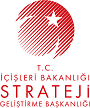 T.C.
İÇİŞLERİ BAKANLIĞI
STRATEJİ
GELİŞTİRME BAŞKANLIĞI